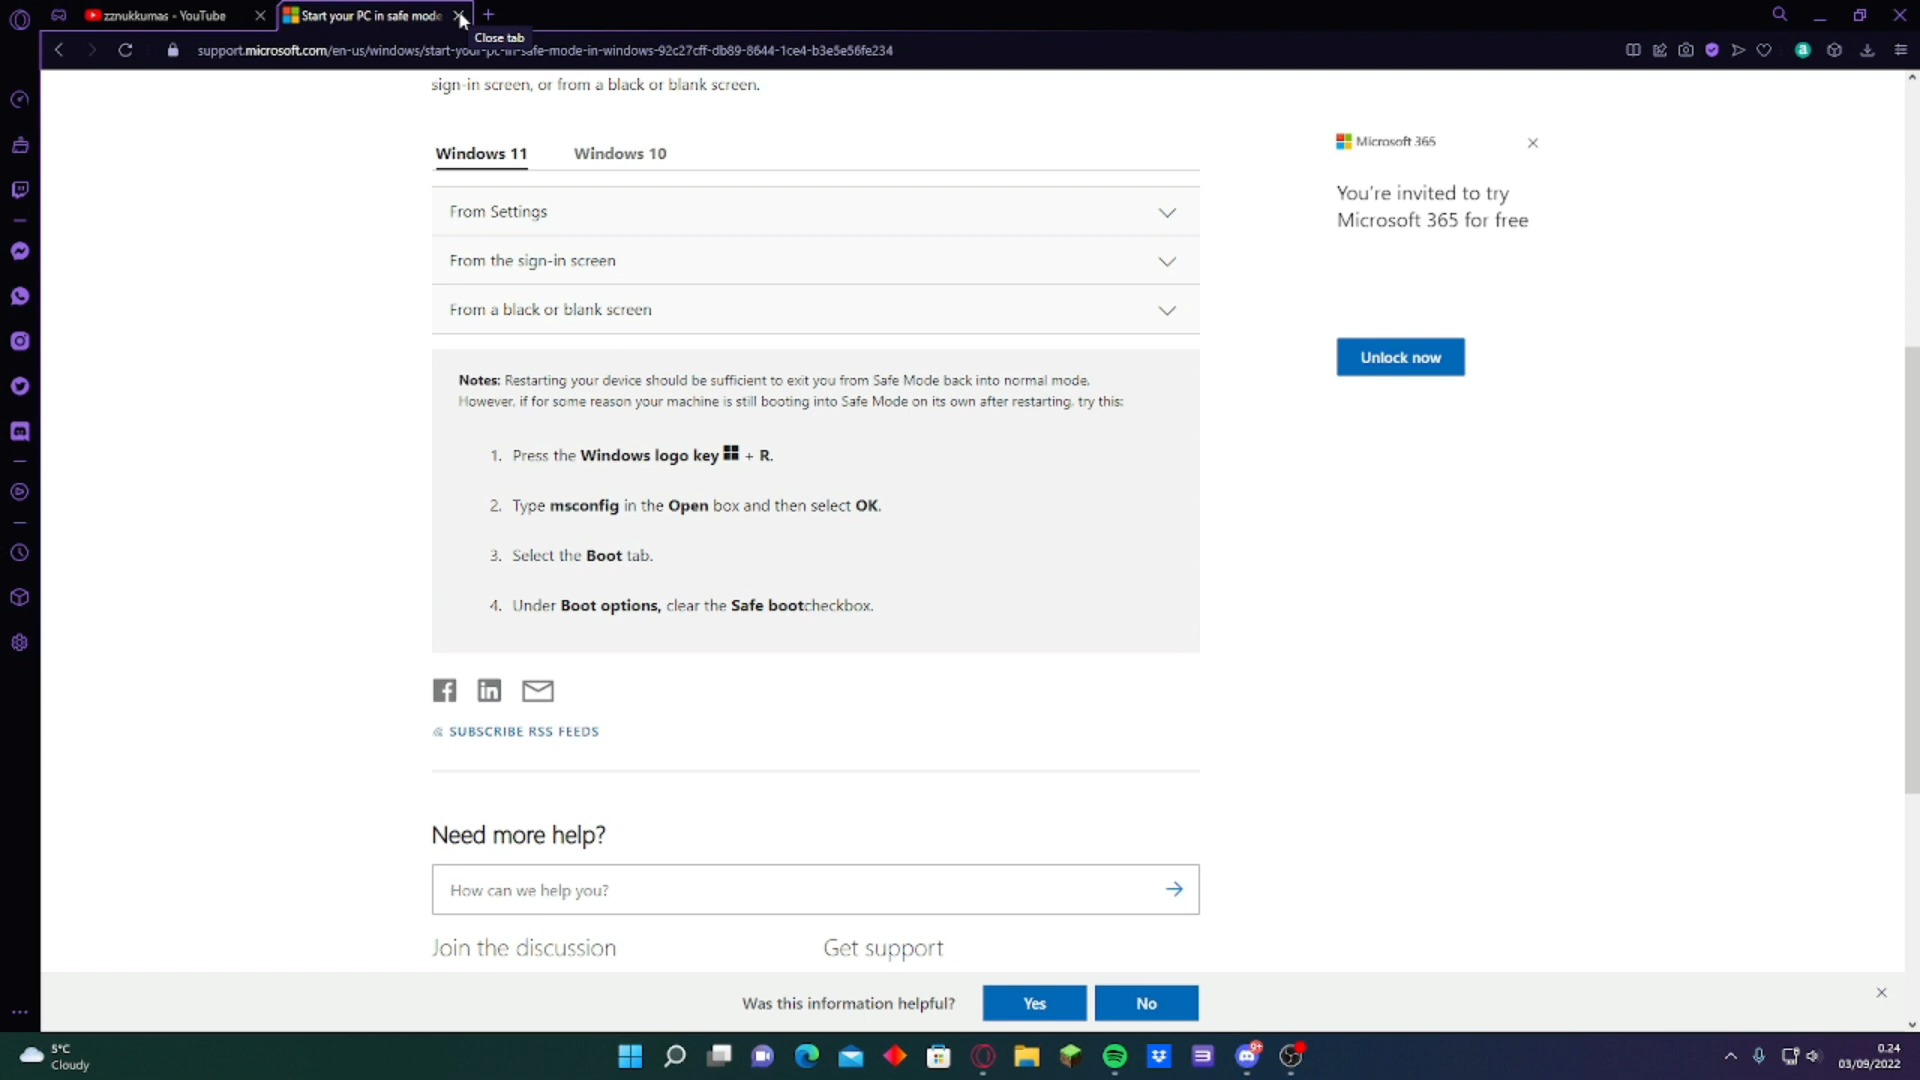 zznukkumas - YouTube
Start your PC in safe mode
Close tab
support.microsoft.com/en-us/windows/start-your-pc-in-safe-mode-in-windows-92c27cff-db89-8644-1ce4-b3e5e56fe234
sign-in screen, or from a black or blank screen.
Windows 11 Windows 10
Microsoft 365
You're invited to try
Microsoft 365 for free
Unlock now
From Settings
From the sign-in screen
From a black or blank screen
Notes: Restarting your device should be sufficient to exit you from Safe Mode back into normal mode.
However, if for some reason your machine is still booting into Safe Mode on its own after restarting, try this:
1. Press the Windows logo key + R.
2. Type msconfig in the Open box and then select OK.
3. Select the Boot tab.
4. Under Boot options, clear the Safe bootcheckbox.
SUBSCRIBE RSS FEEDS
Need more help?
How can we help you?
Join the discussion Get support
Was this information helpful? Yes No
5°C
Cloudy
9+
0.24
03/09/2022